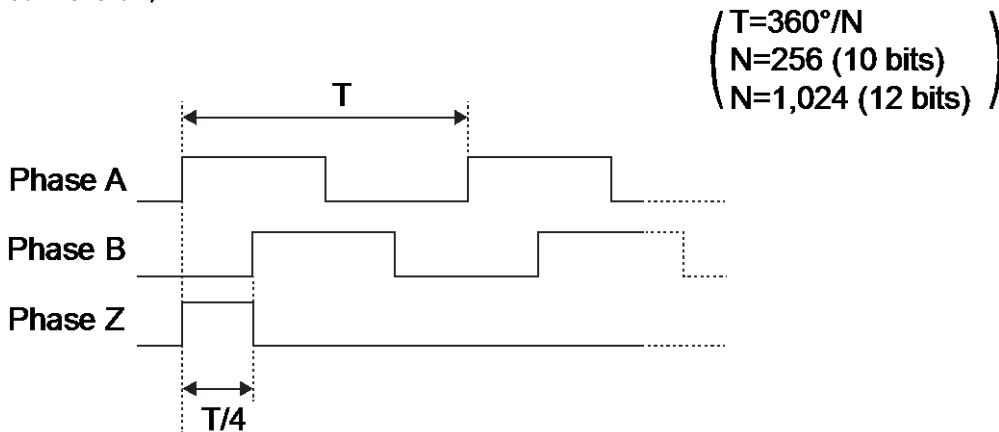 T=360°/N
N=256 (10 bits)
N=1,024 (12 bits)
T
Phase A
Phase B
Phase Z
T/4